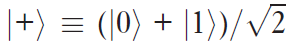 |+⟩ ≡ (|0⟩ + |1⟩)/√2